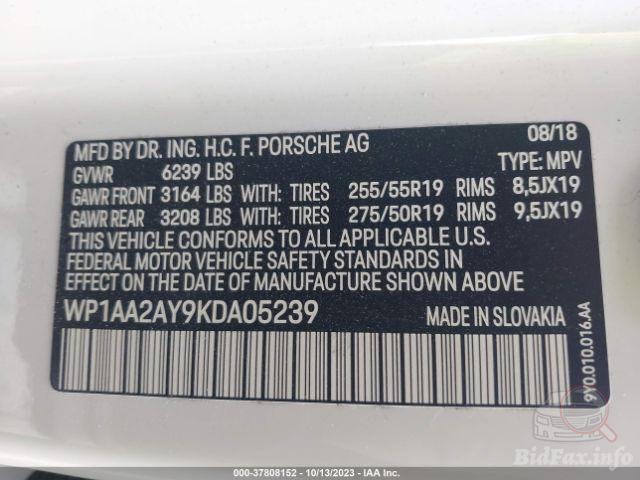 MFD BY DR. ING. H.C. F. PORSCHE AG 08/18
GVWR 6239 LBS TYPE: MPV
GAWR FRONT 3164 LBS WITH: TIRES 255/55R19 RIMS 8,5JX19
GAWR REAR 3208 LBS WITH: TIRES 275/50R19 RIMS 9,5JX19
THIS VEHICLE CONFORMS TO ALL APPLICABLE U.S.
FEDERAL MOTOR VEHICLE SAFETY STANDARDS IN
EFFECT ON THE DATE OF MANUFACTURE SHOWN ABOVE
WP1AA2AY9KDA05239 MADE IN SLOVAKIA
9Y0.010.016.AA
BidFax.info
000-37808152 - 10/13/2023 - IAA Inc.